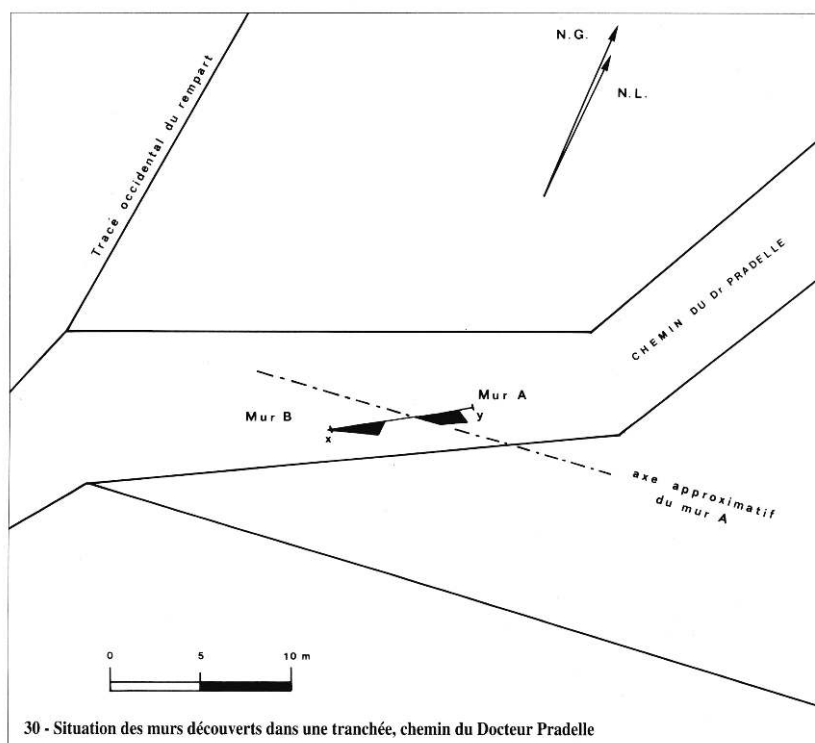 N.G.
N.L.
Tracé occidental du rempart
CHEMIN DU Dr PRADELLE
Mur A
Mur B
x
y
axe approximatif
du mur A
0 5 10 m
30 - Situation des murs découverts dans une tranchée, chemin du Docteur Pradelle